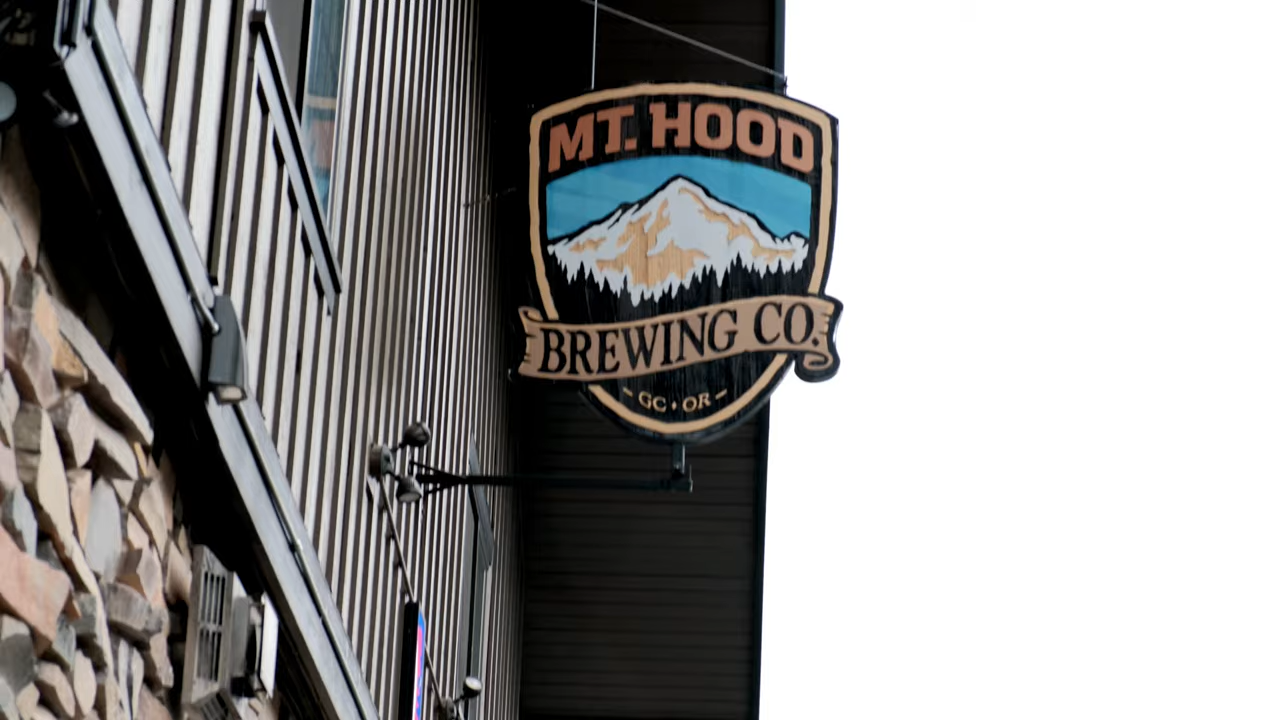 MT. HOOD
BREWING CO.
- GC • OR -